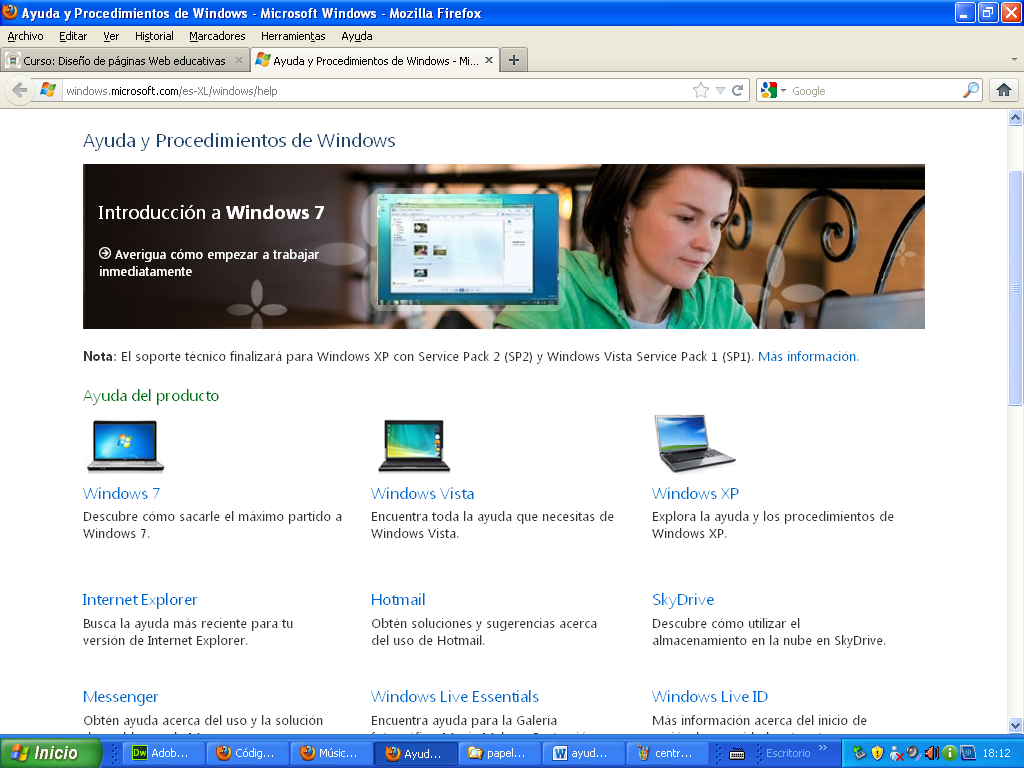 Ayuda y Procedimientos de Windows - Microsoft Windows - Mozilla Firefox
Archivo Editar Ver Historial Marcadores Herramientas Ayuda
Curso: Diseño de páginas Web educativas
Ayuda y Procedimientos de Windows - Mi...
windows.microsoft.com/es-XL/windows/help
Google
Ayuda y Procedimientos de Windows
Introducción a Windows 7
Averigua cómo empezar a trabajar
inmediatamente
Nota: El soporte técnico finalizará para Windows XP con Service Pack 2 (SP2) y Windows Vista Service Pack 1 (SP1). Más información.
Ayuda del producto
Windows 7
Descubre cómo sacarle el máximo partido a
Windows 7.
Windows Vista
Encuentra toda la ayuda que necesitas de
Windows Vista.
Windows XP
Explora la ayuda y los procedimientos de
Windows XP.
Internet Explorer
Busca la ayuda más reciente para tu
versión de Internet Explorer.
Hotmail
Obtén soluciones y sugerencias acerca
del uso de Hotmail.
SkyDrive
Descubre cómo utilizar el
almacenamiento en la nube en SkyDrive.
Messenger
Obtén ayuda acerca del uso y la solución
Windows Live Essentials
Encuentra ayuda para la Galería
Windows Live ID
Más información acerca del inicio de
Inicio
Adob...
Códig...
Músic...
Ayud...
papel...
ayud...
centr...
Escritorio
18:12